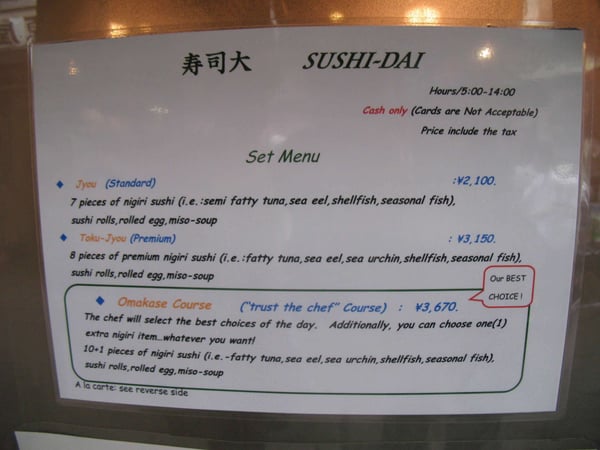 寿司大 SUSHI-DAI
Hours/5:00-14:00
Cash only (Cards are Not Acceptable)
Price include the tax
Set Menu
Jyou (Standard) :¥2,100.
7 pieces of nigiri sushi (i.e.:semi fatty tuna,sea eel,shellfish,seasonal fish),
sushi rolls,rolled egg,miso-soup
Toku-Jyou (Premium) : ¥3,150.
8 pieces of premium nigiri sushi (i.e.:fatty tuna,sea eel,sea urchin,shellfish,seasonal fish),
sushi rolls,rolled egg,miso-soup
Our BEST
CHOICE!
Omakase Course ("trust the chef" Course) : ¥3,670.
The chef will select the best choices of the day. Additionally, you can choose one(1)
extra nigiri item...whatever you want!
10+1 pieces of nigiri sushi (i.e.-fatty tuna,sea eel,sea urchin,shellfish,seasonal fish),
sushi rolls,rolled egg,miso-soup
A la carte: see reverse side